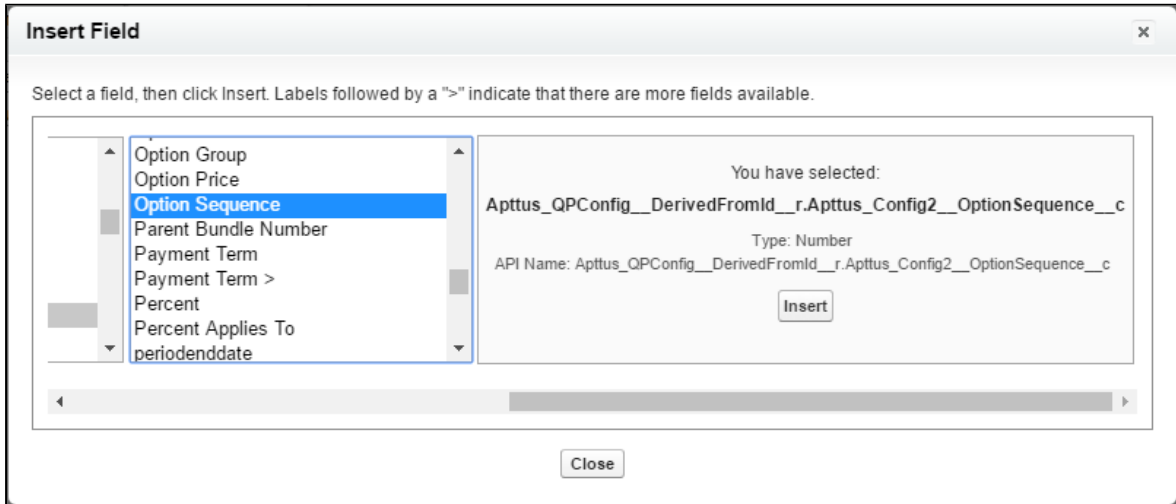 Insert Field
Select a field, then click Insert. Labels followed by a ">" indicate that there are more fields available.
Option Group
Option Price
Option Sequence
Parent Bundle Number
Payment Term
Payment Term >
Percent
Percent Applies To
periodenddate
You have selected:
Apttus_QPConfig__DerivedFromId__r.Apttus_Config2__OptionSequence__c
Type: Number
API Name: Apttus_QPConfig__DerivedFromId__r.Apttus_Config2__OptionSequence__c
Insert
Close